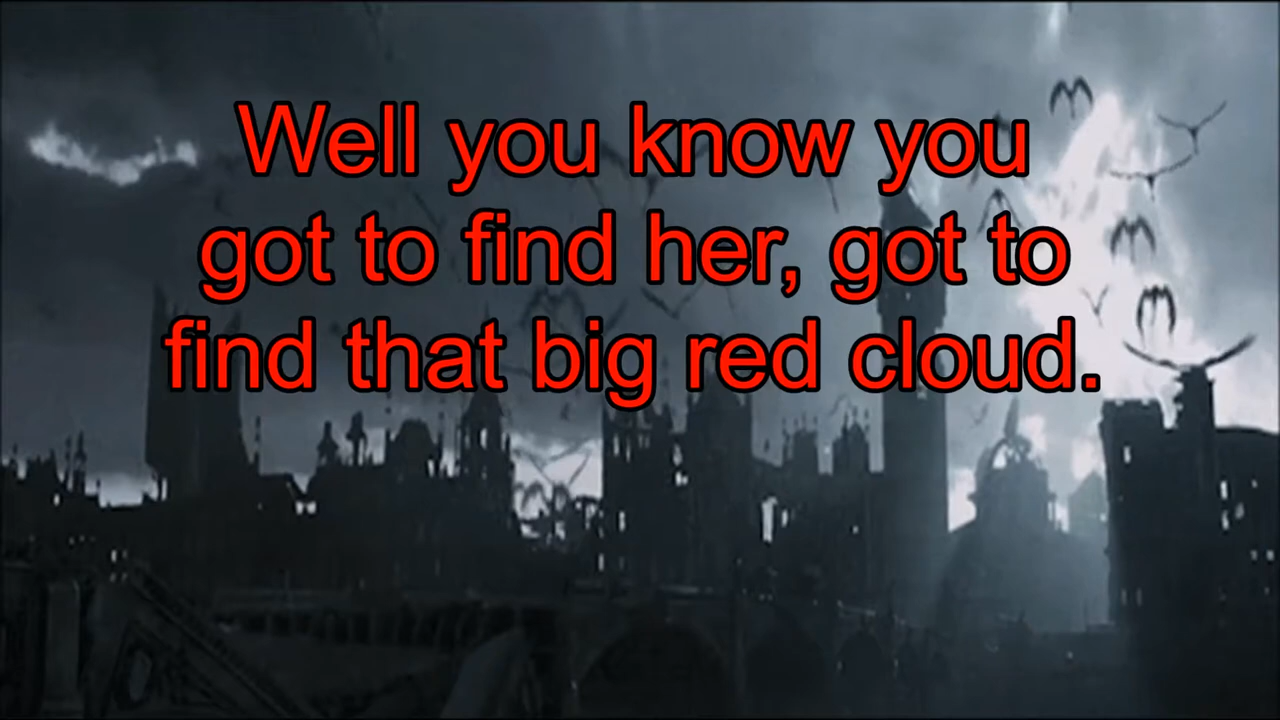 Well you know you
got to find her, got to
find that big red cloud.